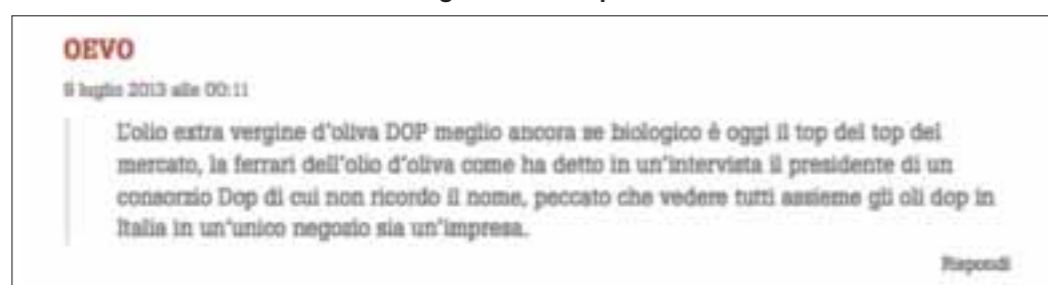 OEVO
luglio 2013 alle 00:11
L'olio extra vergine d'oliva DOP meglio ancora se biologico è oggi il top del top del
mercato, la ferrari dell'olio d'oliva come ha detto in un'intervista il presidente di un
consorzio Dop di cui non ricordo il nome, peccato che vedere tutti assieme gli oli dop in
Italia in un'unico negozio sia un'impresa.
Rispondi